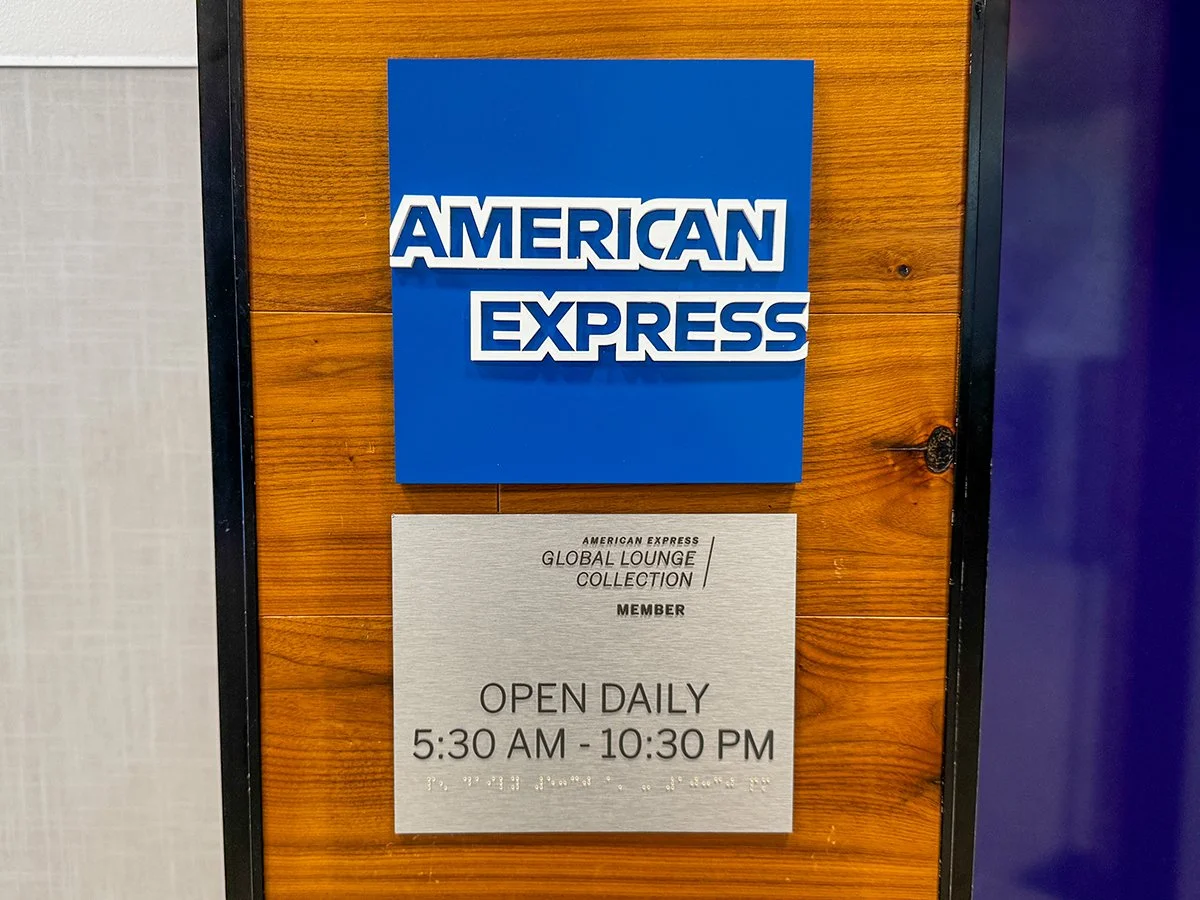 AMERICAN
EXPRESS
AMERICAN EXPRESS
GLOBAL LOUNGE
COLLECTION
MEMBER
OPEN DAILY
5:30 AM - 10:30 PM